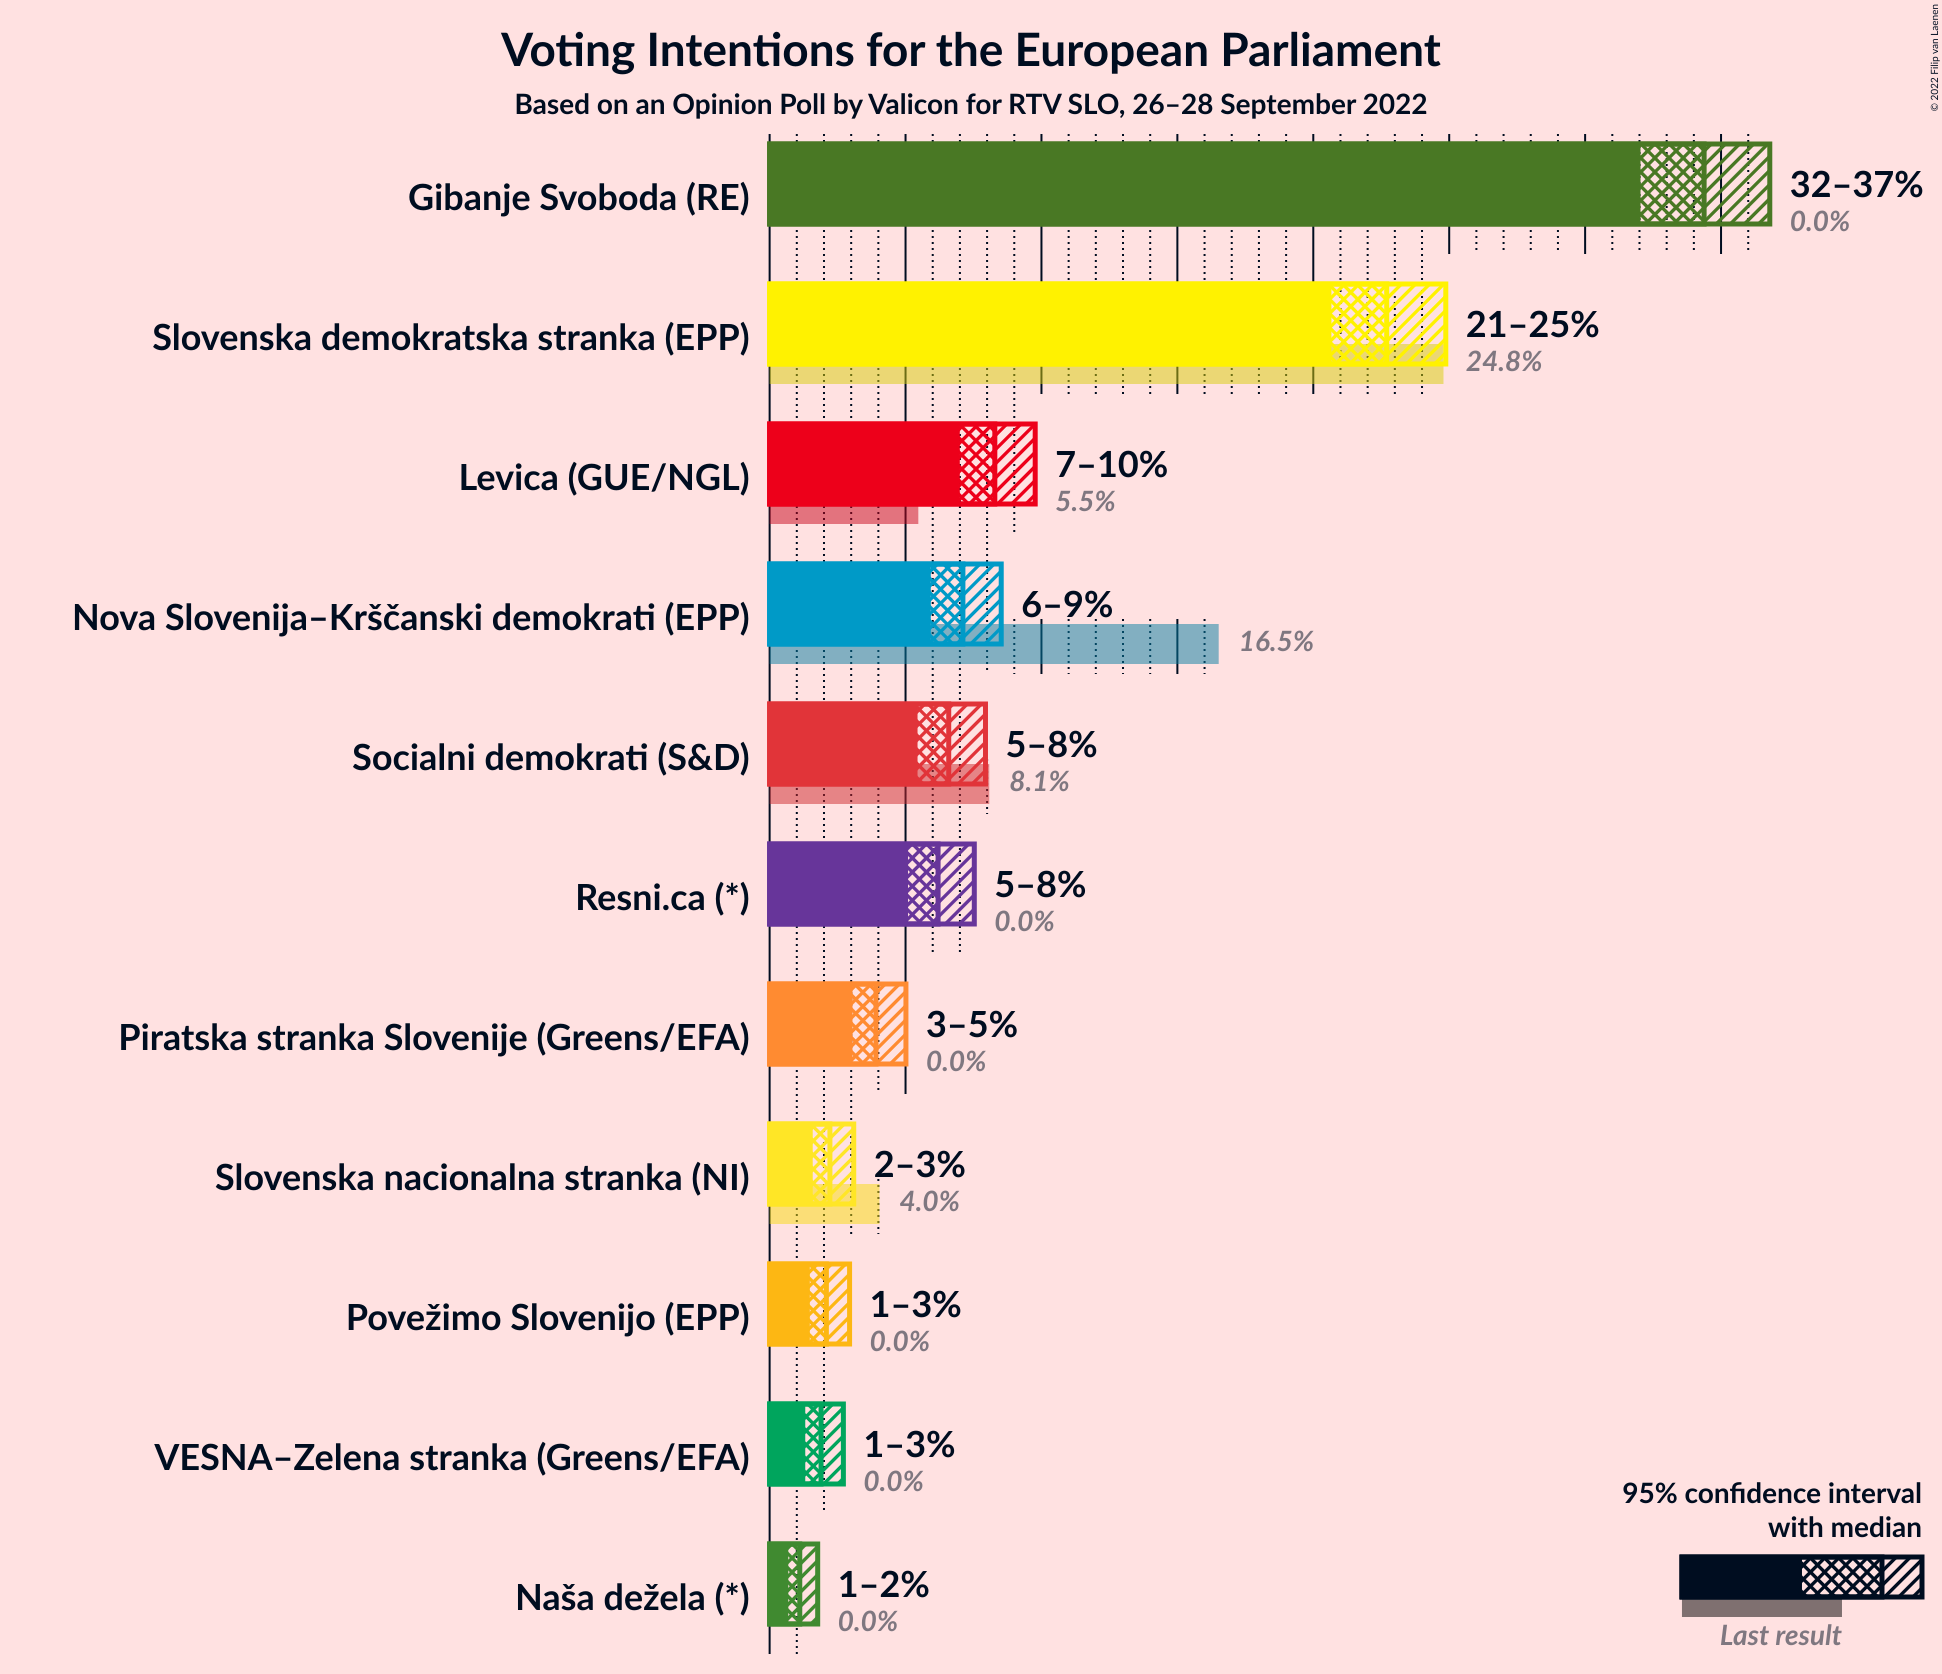 Voting Intentions for the European Parliament
Based on an Opinion Poll by Valicon for RTV SLO, 26–28 September 2022
© 2022 Filip van Laenen
Gibanje Svoboda (RE)
32–37%
0.0%
Slovenska demokratska stranka (EPP)
21–25%
24.8%
Levica (GUE/NGL)
7–10%
5.5%
Nova Slovenija–Krščanski demokrati (EPP)
6–9%
16.5%
Socialni demokrati (S&D)
5–8%
8.1%
Resni.ca (*)
5–8%
0.0%
Piratska stranka Slovenije (Greens/EFA)
3–5%
0.0%
Slovenska nacionalna stranka (NI)
2–3%
4.0%
Povežimo Slovenijo (EPP)
1–3%
0.0%
VESNA–Zelena stranka (Greens/EFA)
1–3%
0.0%
Naša dežela (*)
1–2%
0.0%
95% confidence interval
with median
Last result